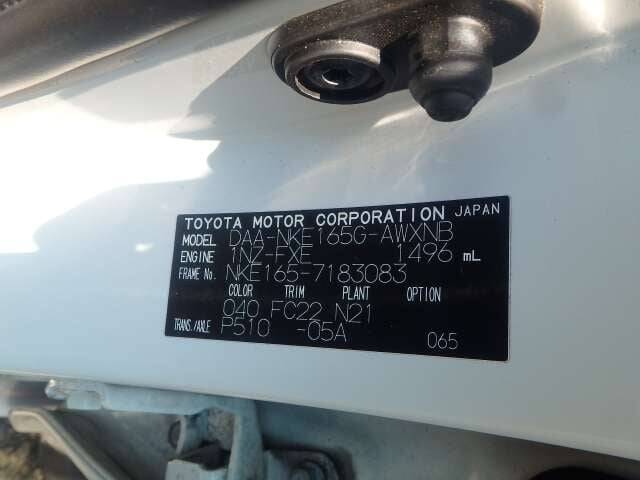 TOYOTA MOTOR CORPORATION JAPAN
MODEL DAA-NKE165G-AWXNB
ENGINE 1NZ-FXE 1496 mL
FRAME No. NKE165-7183083
COLOR TRIM PLANT OPTION
040 FC22 N21
TRANS./AXLE P510 -05A
065